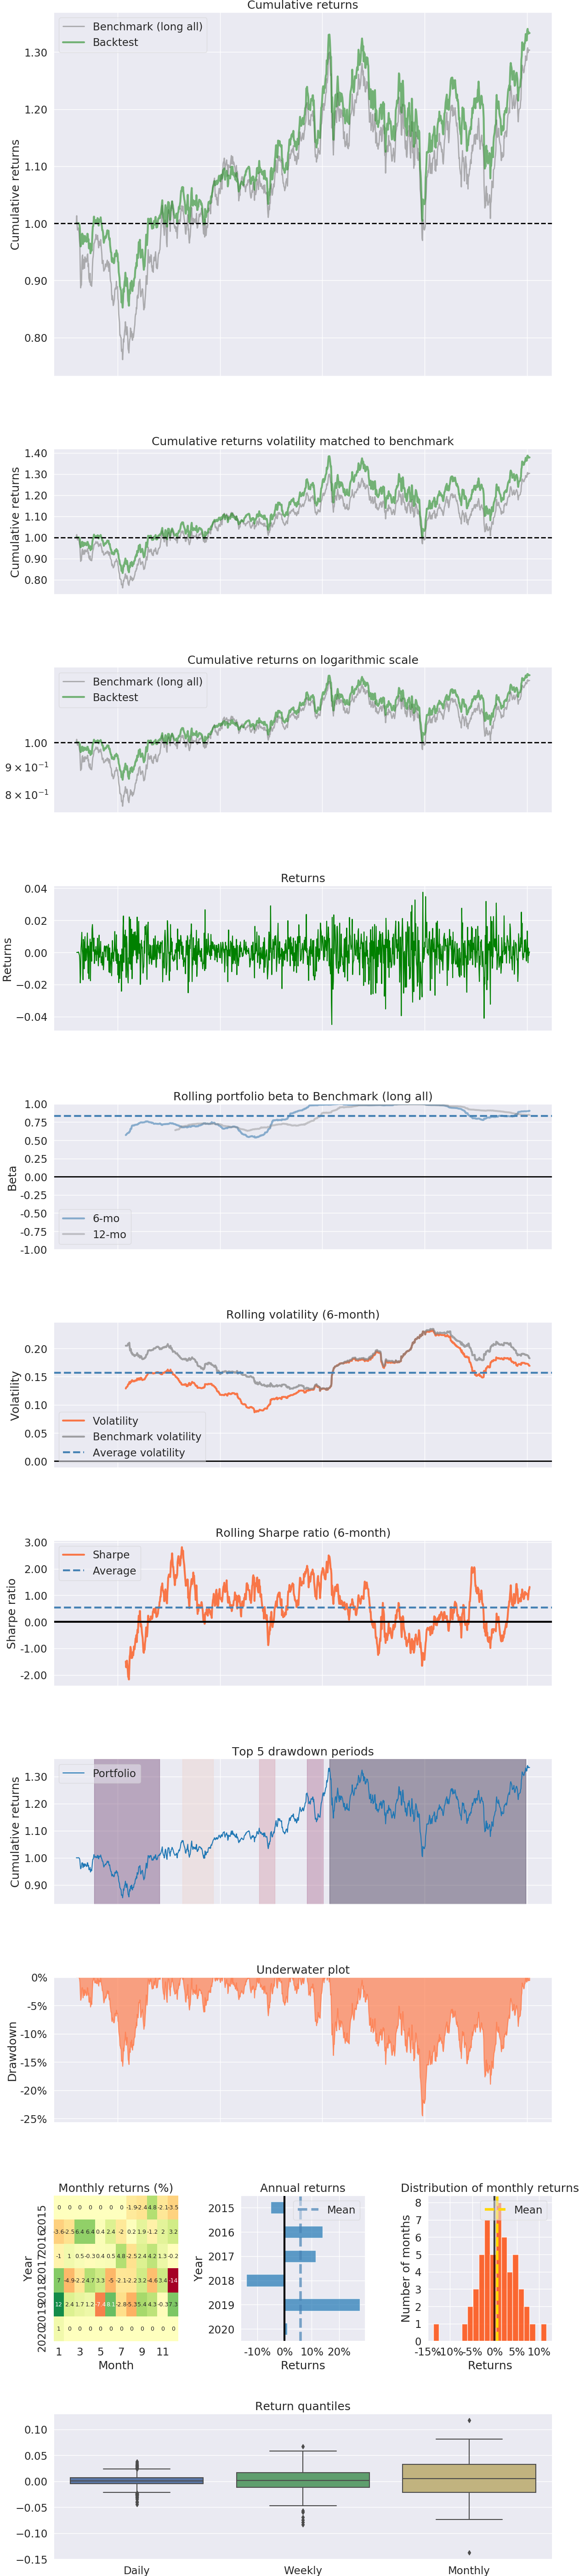 Cumulative returns
Benchmark (long all)
Backtest
1.30
1.20
1.10
1.00
0.90
0.80
Cumulative returns
Cumulative returns volatility matched to benchmark
1.40
1.30
1.20
1.10
1.00
0.90
0.80
Cumulative returns
Cumulative returns on logarithmic scale
Benchmark (long all)
Backtest
1.00
9 × 10⁻¹
8 × 10⁻¹
Returns
0.04
0.02
0.00
−0.02
−0.04
Returns
Rolling portfolio beta to Benchmark (long all)
1.00
0.75
0.50
0.25
0.00
-0.25
-0.50
-0.75
-1.00
Beta
6-mo
12-mo
Rolling volatility (6-month)
0.20
0.15
0.10
0.05
0.00
Volatility
Volatility
Benchmark volatility
Average volatility
Rolling Sharpe ratio (6-month)
3.00
2.00
1.00
0.00
-1.00
-2.00
Sharpe ratio
Sharpe
Average
Top 5 drawdown periods
Portfolio
1.30
1.20
1.10
1.00
0.90
Cumulative returns
Underwater plot
0%
-5%
-10%
-15%
-20%
-25%
Drawdown
Monthly returns (%)
Year
2015
2016
2017
2018
2019
2020
1 3 5 7 9 11
Month
Annual returns
Mean
2015
2016
2017
2018
2019
2020
Year
-10% 0% 10% 20%
Returns
Distribution of monthly returns
Mean
8
7
6
5
4
3
2
1
0
Number of months
-15% -10% -5% 0% 5% 10%
Returns
Return quantiles
0.10
0.05
0.00
−0.05
−0.10
−0.15
Daily Weekly Monthly